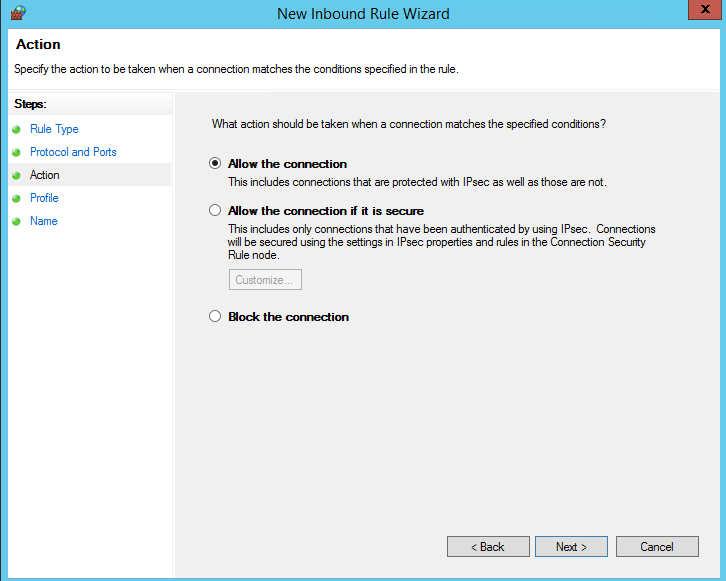 New Inbound Rule Wizard
x
Action
Specify the action to be taken when a connection matches the conditions specified in the rule.
Steps:
Rule Type
Protocol and Ports
Action
Profile
Name
What action should be taken when a connection matches the specified conditions?
Allow the connection
This includes connections that are protected with IPsec as well as those are not.
Allow the connection if it is secure
This includes only connections that have been authenticated by using IPsec. Connections
will be secured using the settings in IPsec properties and rules in the Connection Security
Rule node.
Customize...
Block the connection
< Back
Next >
Cancel